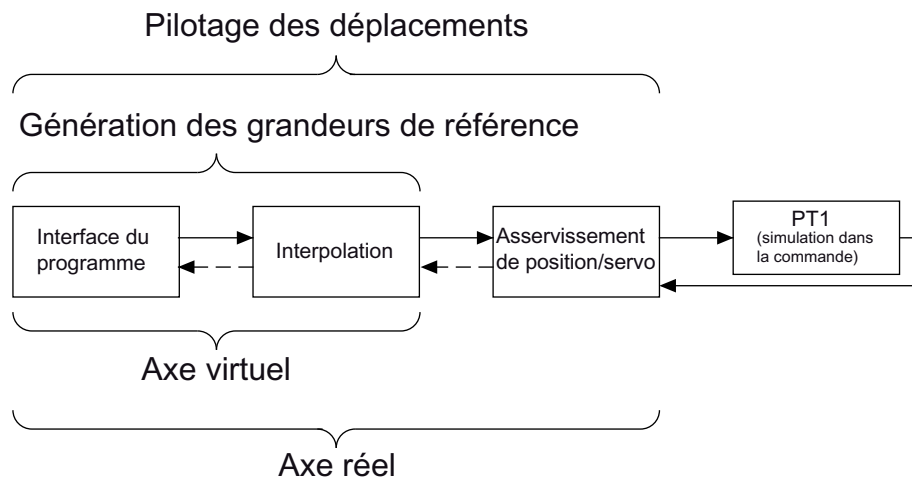 Pilotage des déplacements
Génération des grandeurs de référence
Interface du
programme
Interpolation
Asservissement
de position/servo
PT1
(simulation dans
la commande)
Axe virtuel
Axe réel